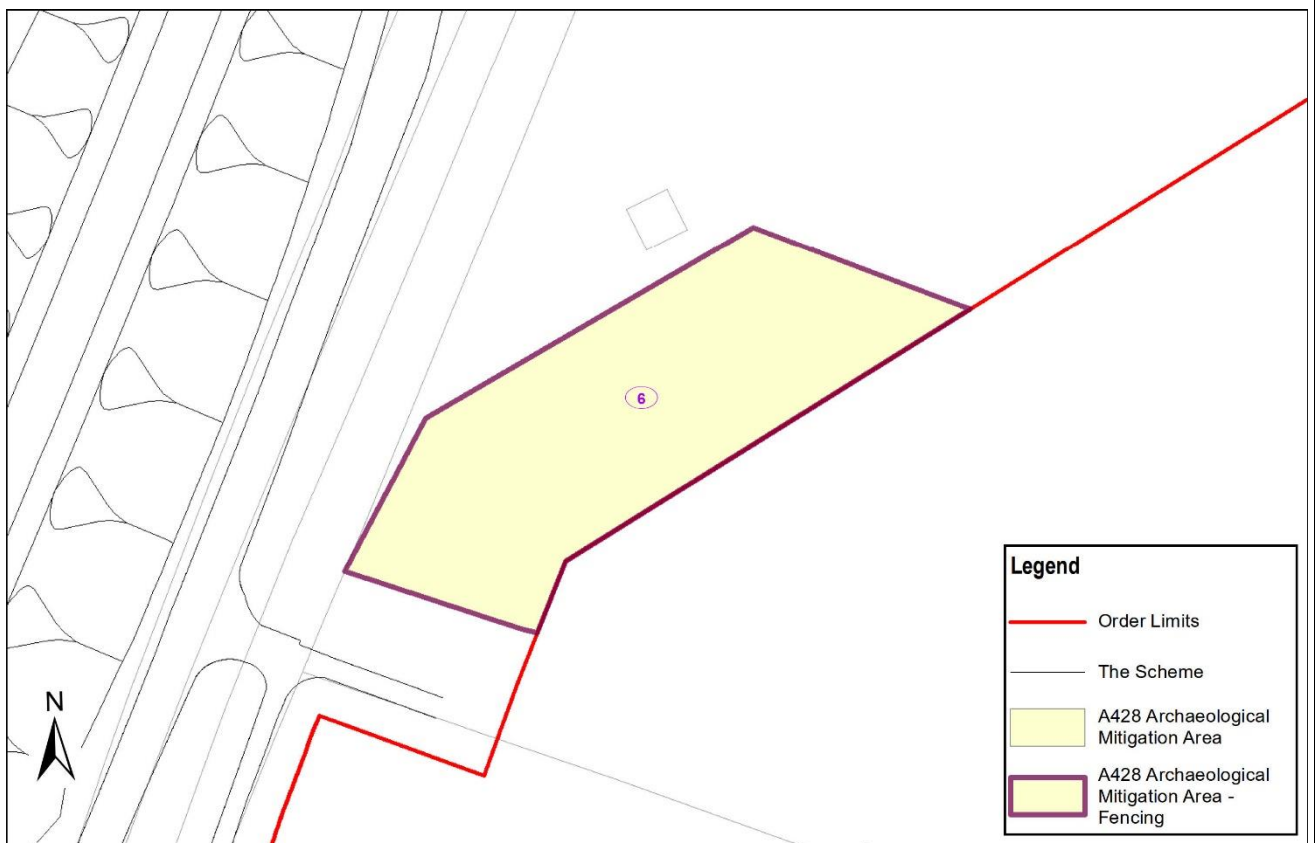 6
N
Legend
Order Limits
The Scheme
A428 Archaeological
Mitigation Area
A428 Archaeological
Mitigation Area -
Fencing